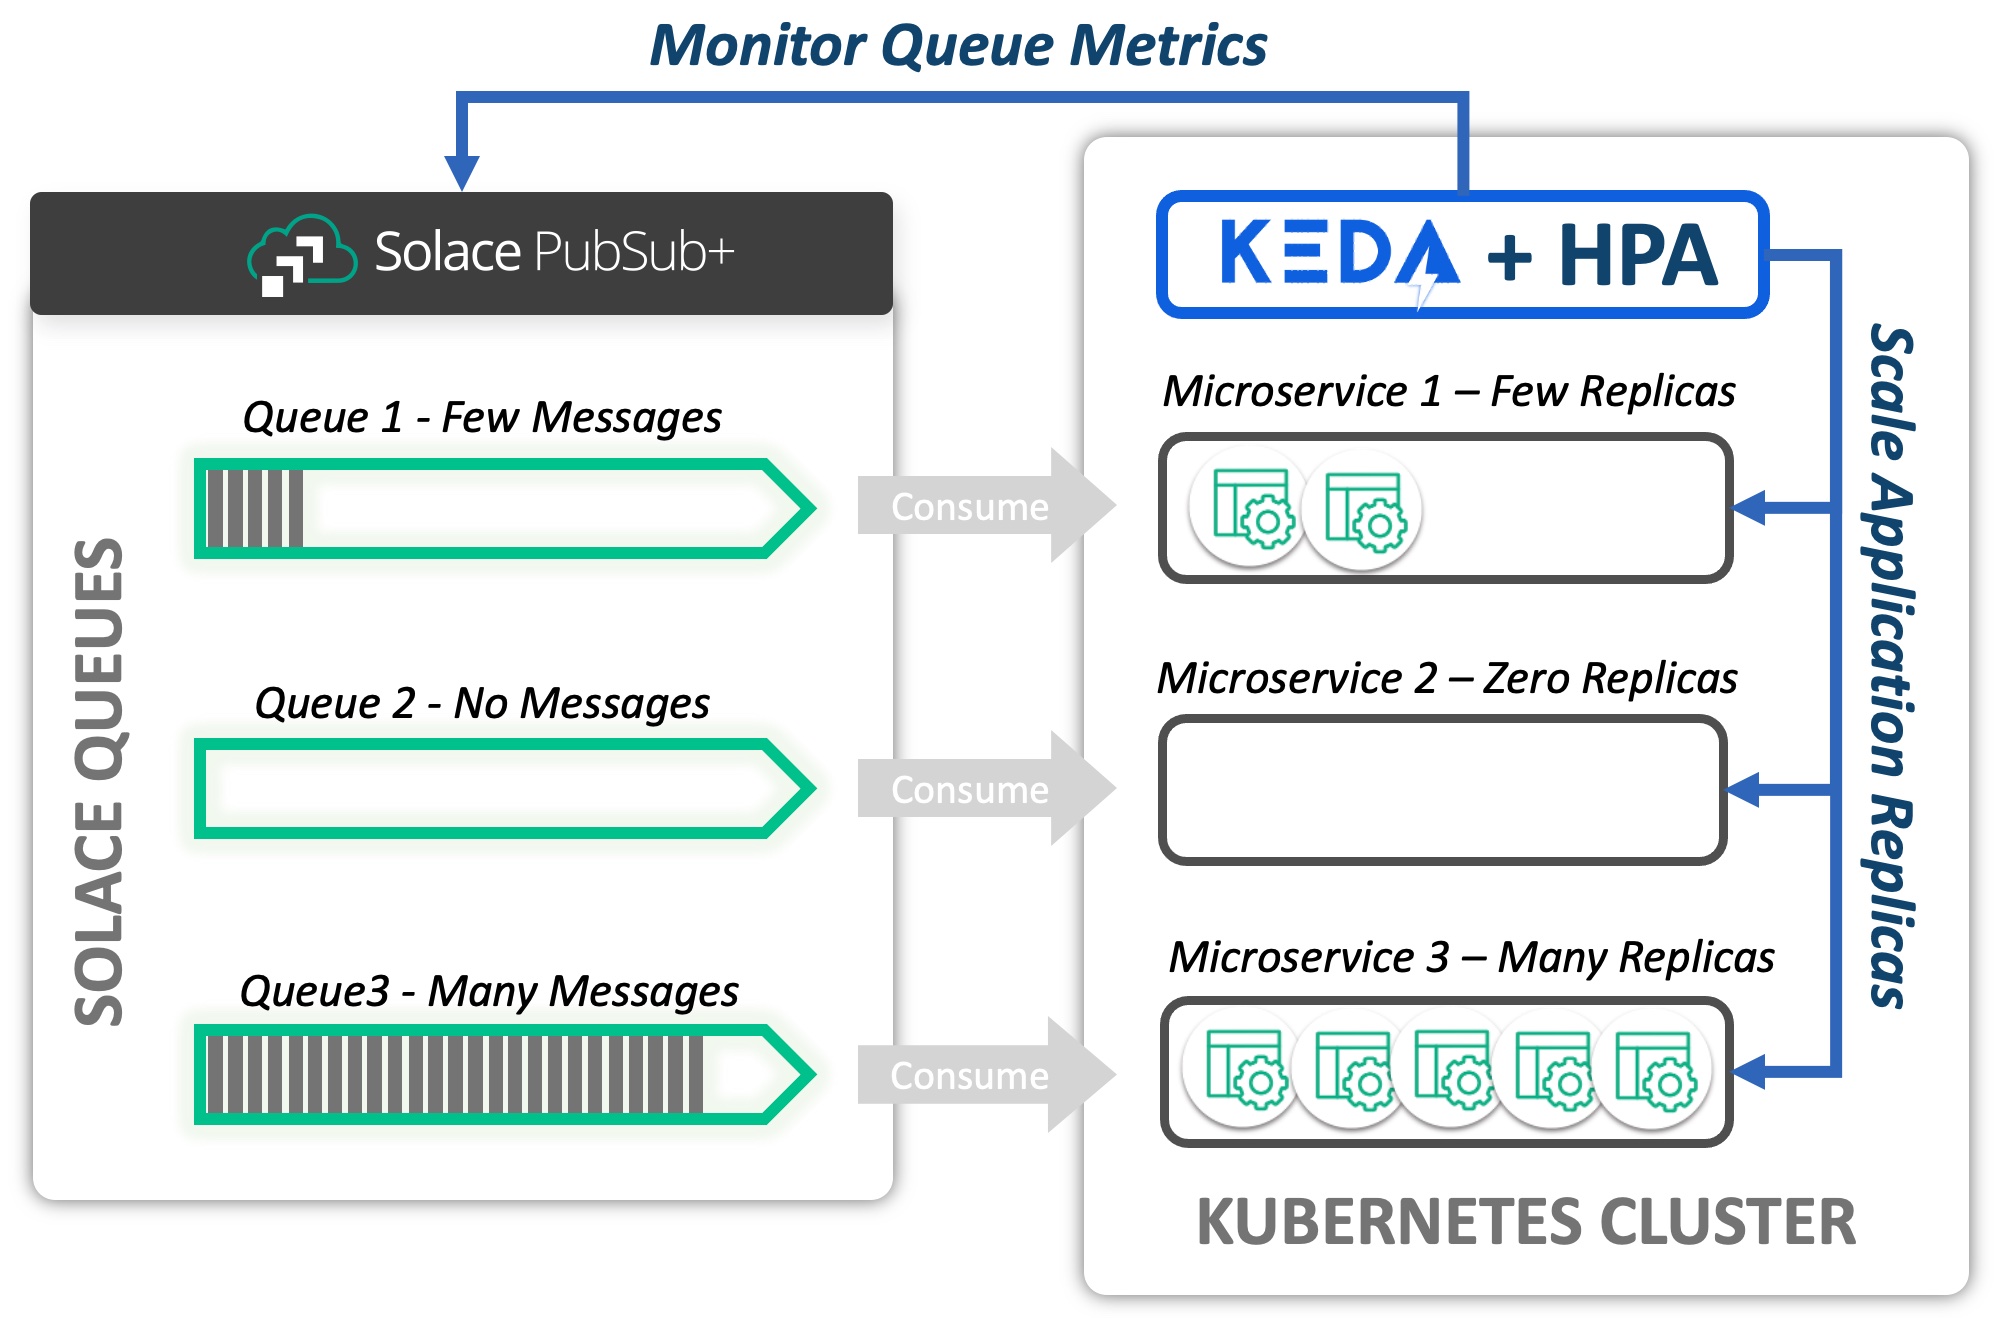 Monitor Queue Metrics
Solace PubSub+
KEDA + HPA
SOLACE QUEUES
Queue 1 - Few Messages
Consume
Microservice 1 – Few Replicas
Queue 2 - No Messages
Consume
Microservice 2 – Zero Replicas
Queue3 - Many Messages
Consume
Microservice 3 – Many Replicas
Scale Application Replicas
KUBERNETES CLUSTER